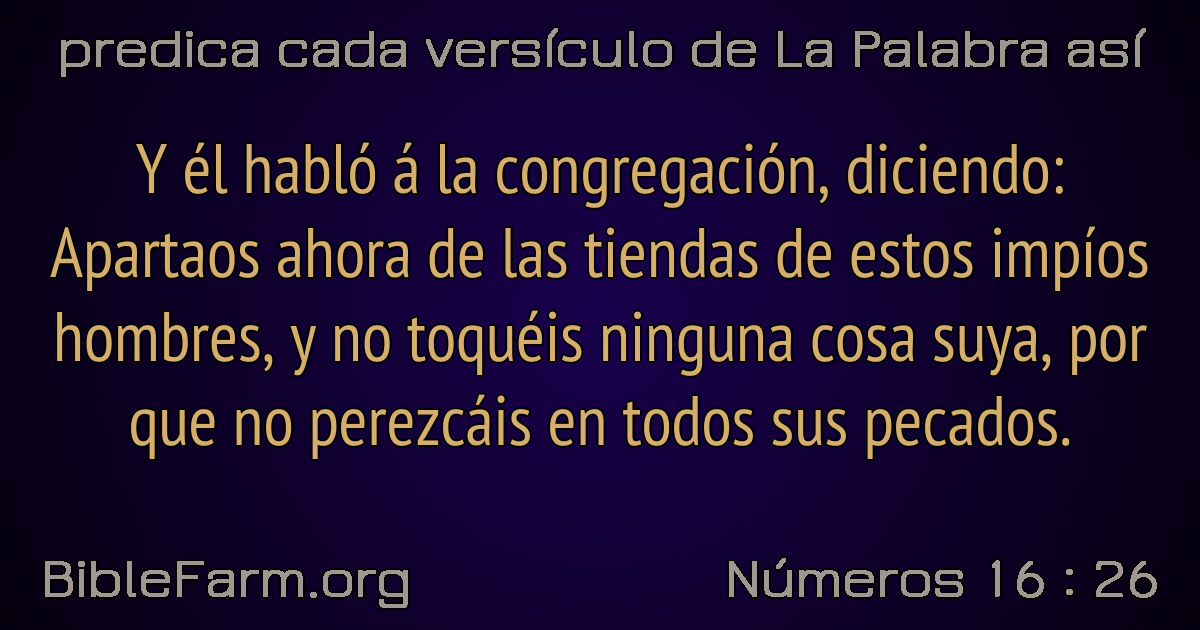 predica cada versículo de La Palabra así
Y él habló á la congregación, diciendo:
Apartaos ahora de las tiendas de estos impíos
hombres, y no toquéis ninguna cosa suya, por
que no perezcáis en todos sus pecados.
BibleFarm.org
Números 16 : 26